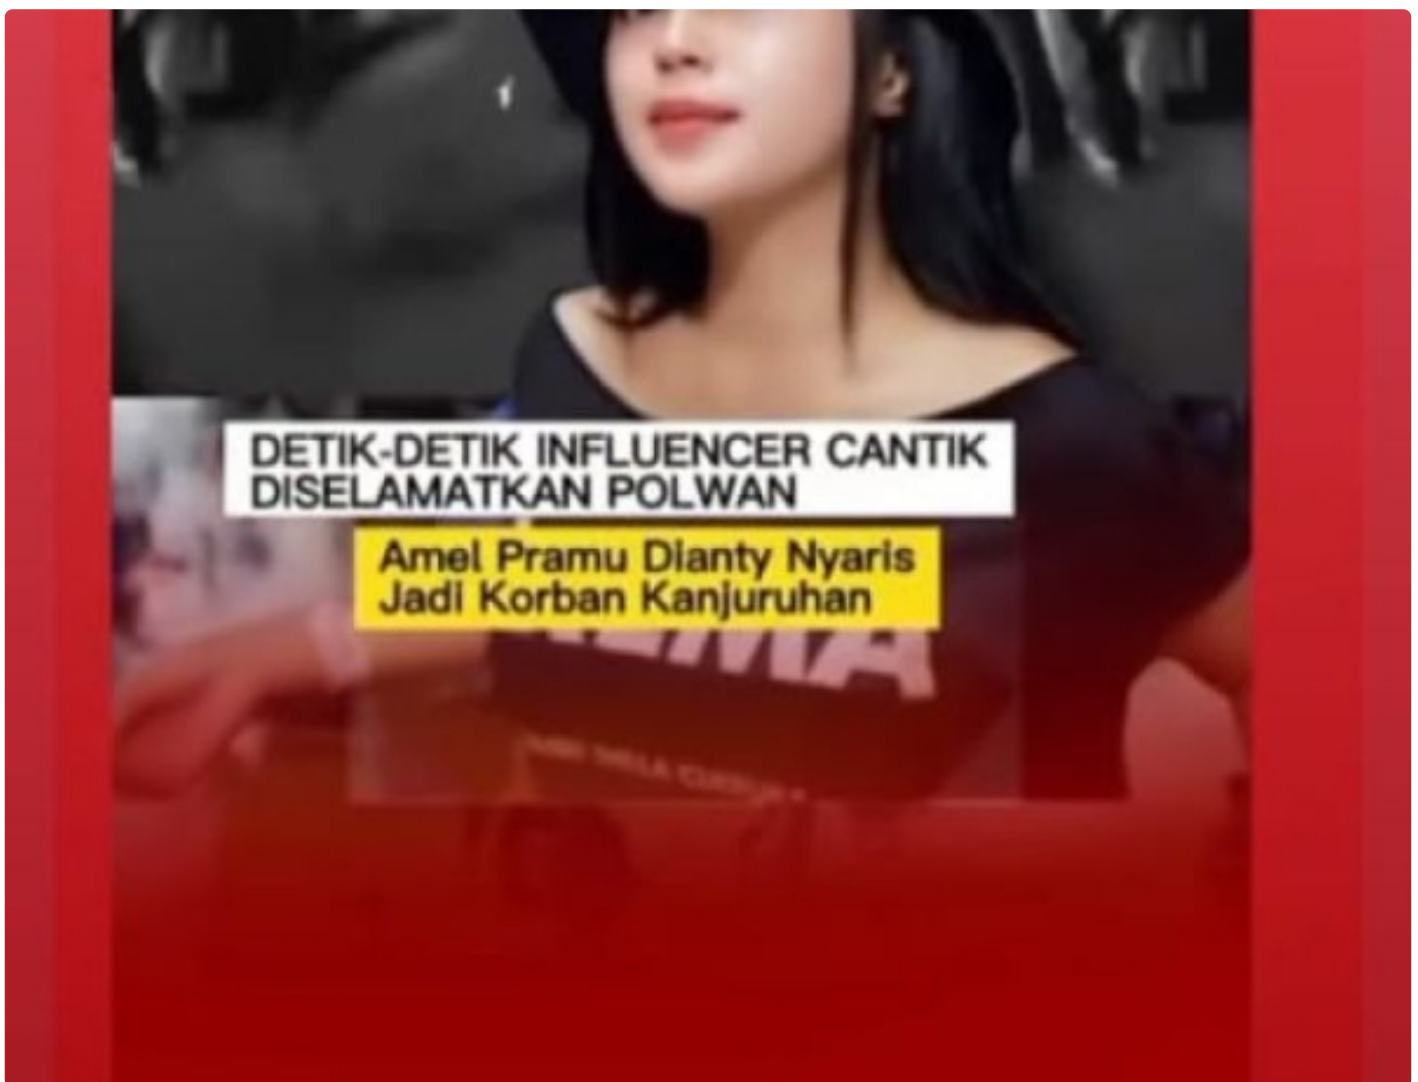 DETIK-DETIK INFLUENCER CANTIK
DISELAMATKAN POLWAN
Amel Pramu Dianty Nyaris
Jadi Korban Kanjuruhan